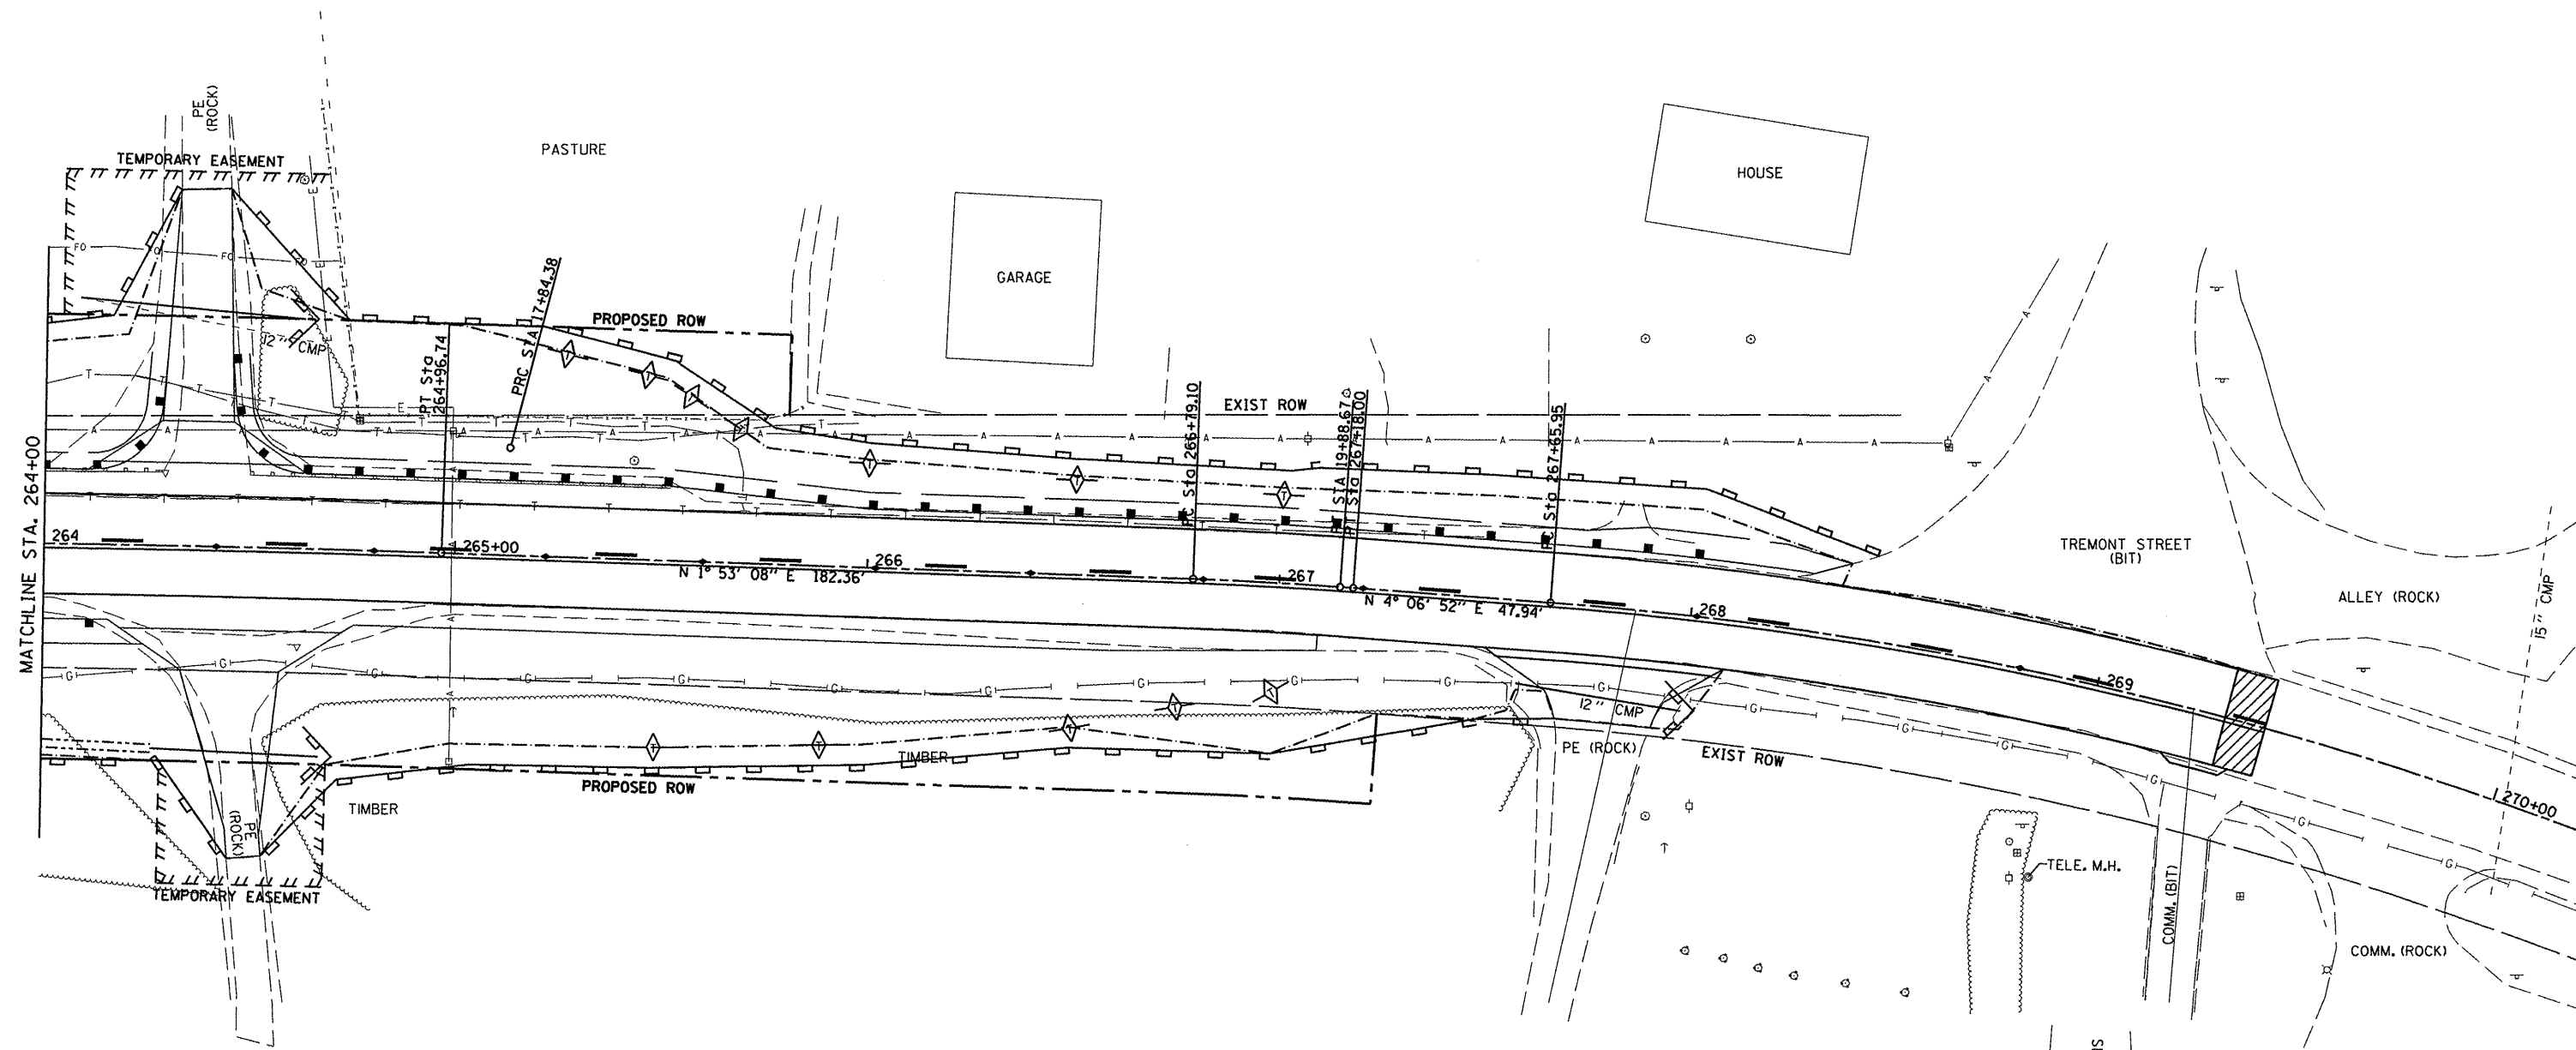 PE
(ROCK)
TEMPORARY EASEMENT
PASTURE
HOUSE
GARAGE
FO
FO
E
E
12" CMP
PT Sta
264+96.74
PRC STA 17+84.38
PROPOSED ROW
EXIST ROW
PC Sta 266+79.10
PT STA 19+88.67
PT Sta 267+18.00
PC Sta 267+65.95
MATCHLINE STA. 264+00
264
265+00
266
267
268
269
270+00
N 1° 53' 08" E 182.36'
N 4° 06' 52" E 47.94'
TREMONT STREET
(BIT)
ALLEY (ROCK)
15" CMP
12" CMP
PE (ROCK)
EXIST ROW
TIMBER
PROPOSED ROW
TIMBER
PE
(ROCK)
TEMPORARY EASEMENT
TELE. M.H.
COMM. (BIT)
COMM. (ROCK)